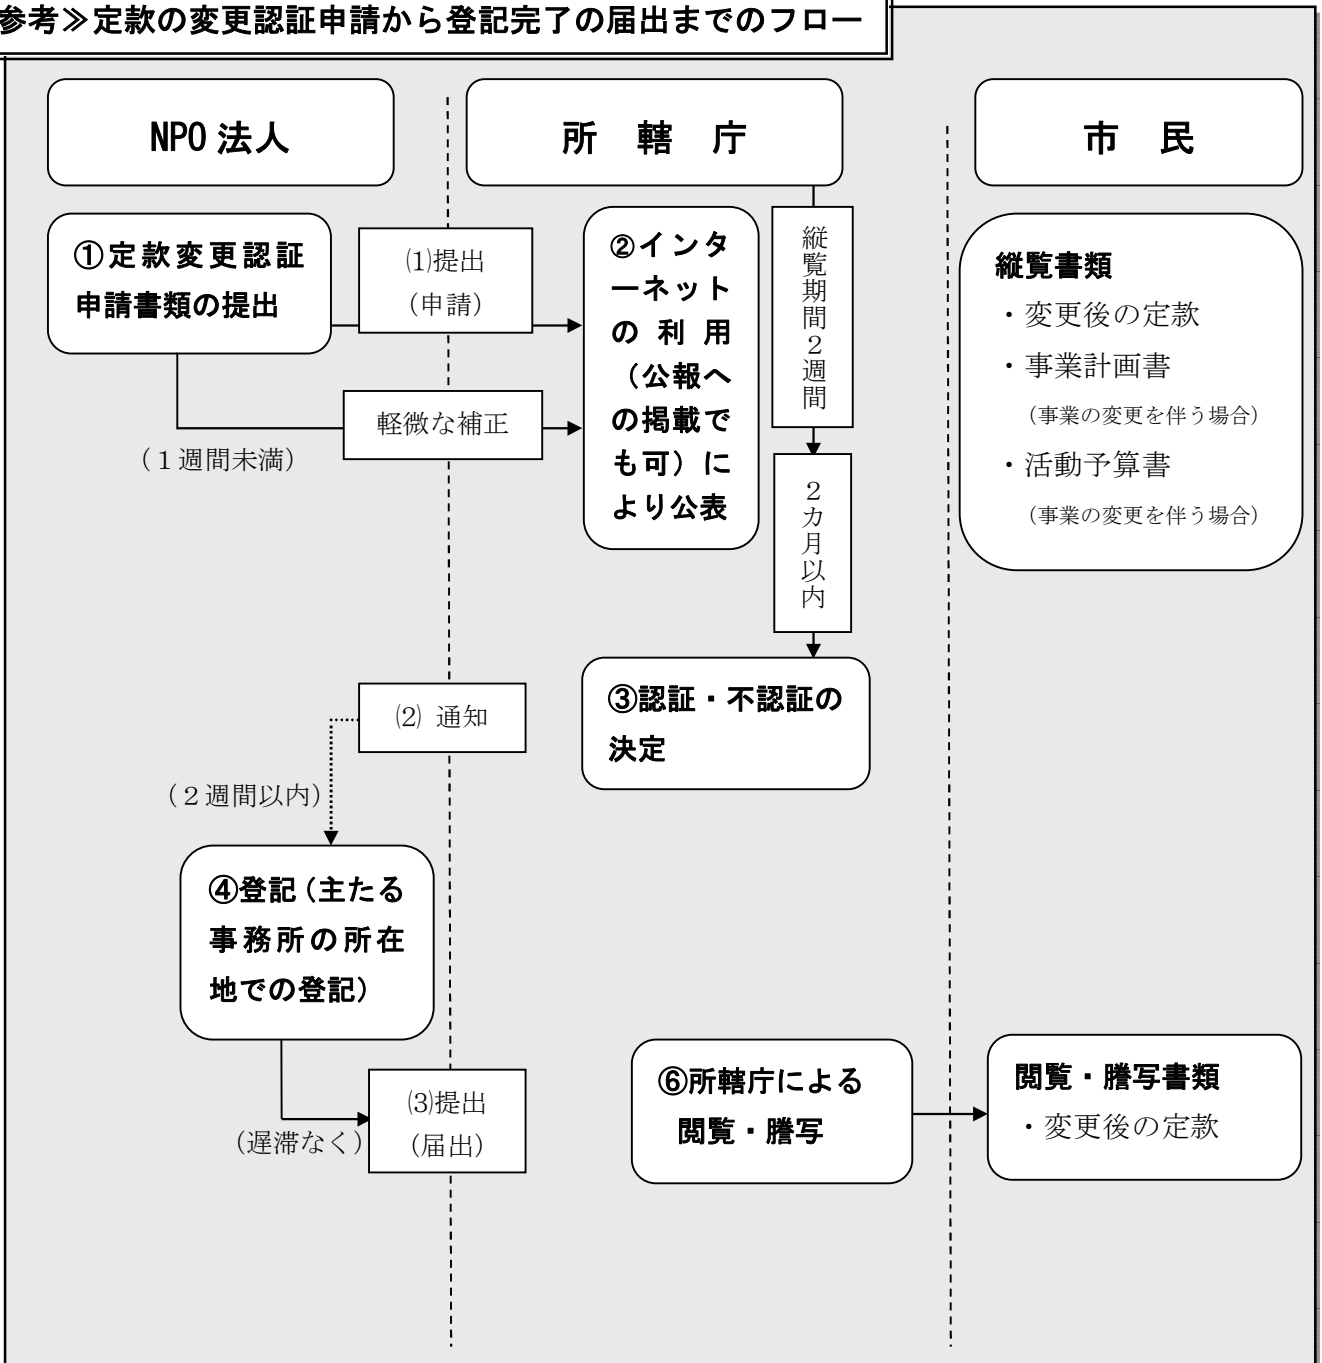 参考≫定款の変更認証申請から登記完了の届出までのフロー
NPO法人
所　轄　庁
市　民
①定款変更認証
申請書類の提出
⑴提出
（申請）
軽微な補正
（１週間未満）
②インタ
ーネット
の利用
（公報へ
の掲載で
も可）に
より公表
縦覧期間２週間
２カ月以内
縦覧書類
・変更後の定款
・事業計画書
（事業の変更を伴う場合）
・活動予算書
（事業の変更を伴う場合）
③認証・不認証の
決定
⑵ 通知
（２週間以内）
④登記（主たる
事務所の所在
地での登記）
⑶提出
（届出）
（遅滞なく）
⑥所轄庁による
閲覧・謄写
閲覧・謄写書類
・変更後の定款